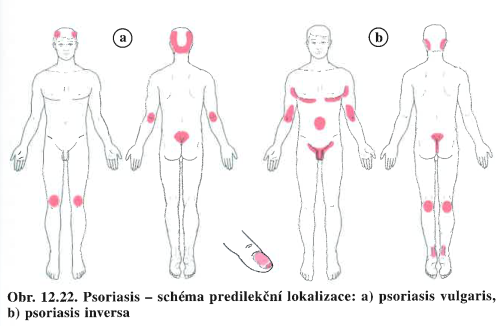 a
b
Obr. 12.22. Psoriasis – schéma predilekční lokalizace: a) psoriasis vulgaris,
b) psoriasis inversa